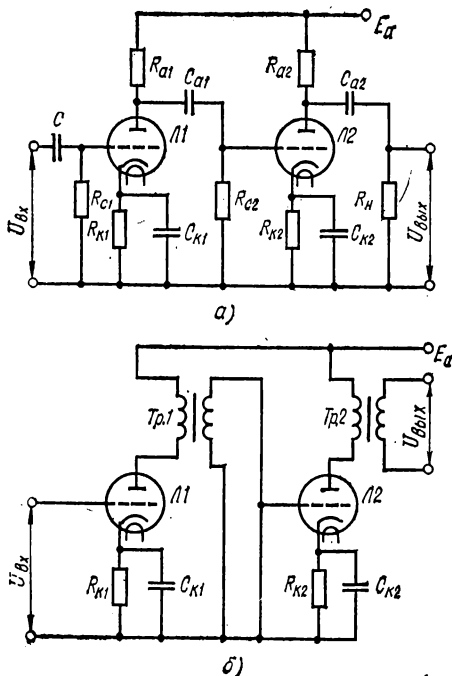 Eа
Rа1
Cа1
Rа2
Cа2
C
Л1
Л2
Uвх
Rс1
Rк1
Cк1
Rс2
Rк2
Cк2
Rн
Uвых
а)
Eа
Тр.1
Тр.2
Uвых
Л1
Л2
Uвх
Rк1
Cк1
Rк2
Cк2
б)